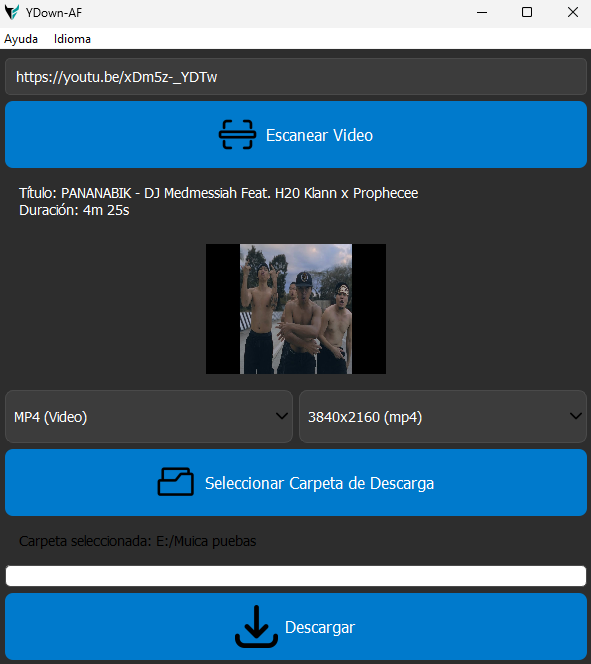 YDown-AF
Ayuda Idioma
https://youtu.be/xDm5z-_YDTw
Escanear Video
Título: PANANABIK - DJ Medmessiah Feat. H20 Klann x Prophecee
Duración: 4m 25s
MP4 (Video) 3840x2160 (mp4)
Seleccionar Carpeta de Descarga
Carpeta seleccionada: E:/Muica puebas
Descargar